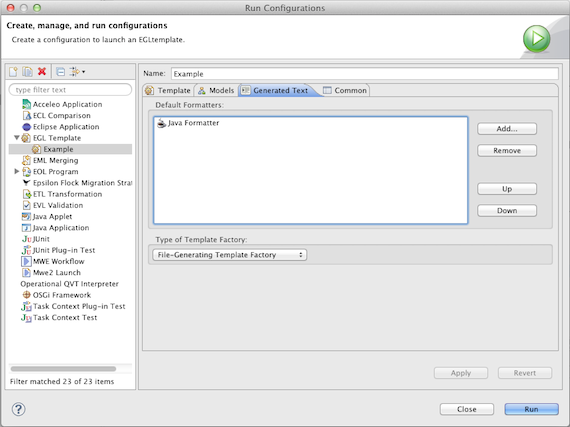 Run Configurations
Create, manage, and run configurations
Create a configuration to launch an EGLtemplate.
type filter text
Acceleo Application
ECL Comparison
Eclipse Application
EGL Template
Example
EML Merging
EOL Program
Epsilon Flock Migration Strat
ETL Transformation
EVL Validation
Java Applet
Java Application
JUnit
JUnit Plug-in Test
MWE Workflow
Mwe2 Launch
Operational QVT Interpreter
OSGi Framework
Task Context Plug-in Test
Task Context Test
Filter matched 23 of 23 items
Name: Example
Template Models Generated Text Common
Default Formatters:
Java Formatter
Add...
Remove
Up
Down
Type of Template Factory:
File-Generating Template Factory
Apply Revert
? Close Run